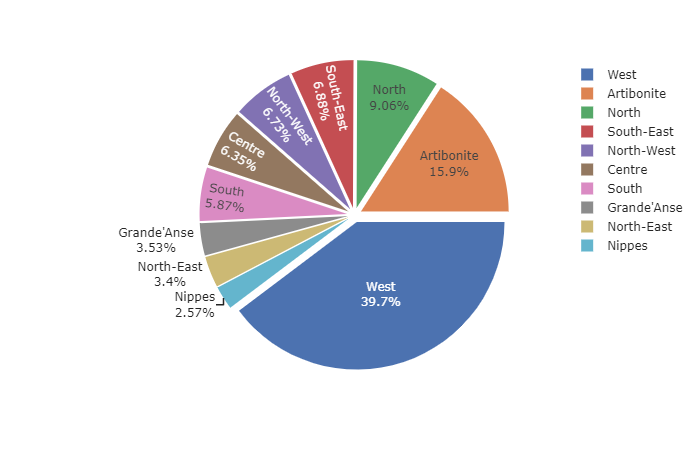 South-East
6.88%
North
9.06%
North-West
6.73%
Centre
6.35%
Artibonite
15.9%
South
5.87%
Grande'Anse
3.53%
North-East
3.4%
Nippes
2.57%
West
39.7%
West
Artibonite
North
South-East
North-West
Centre
South
Grande'Anse
North-East
Nippes